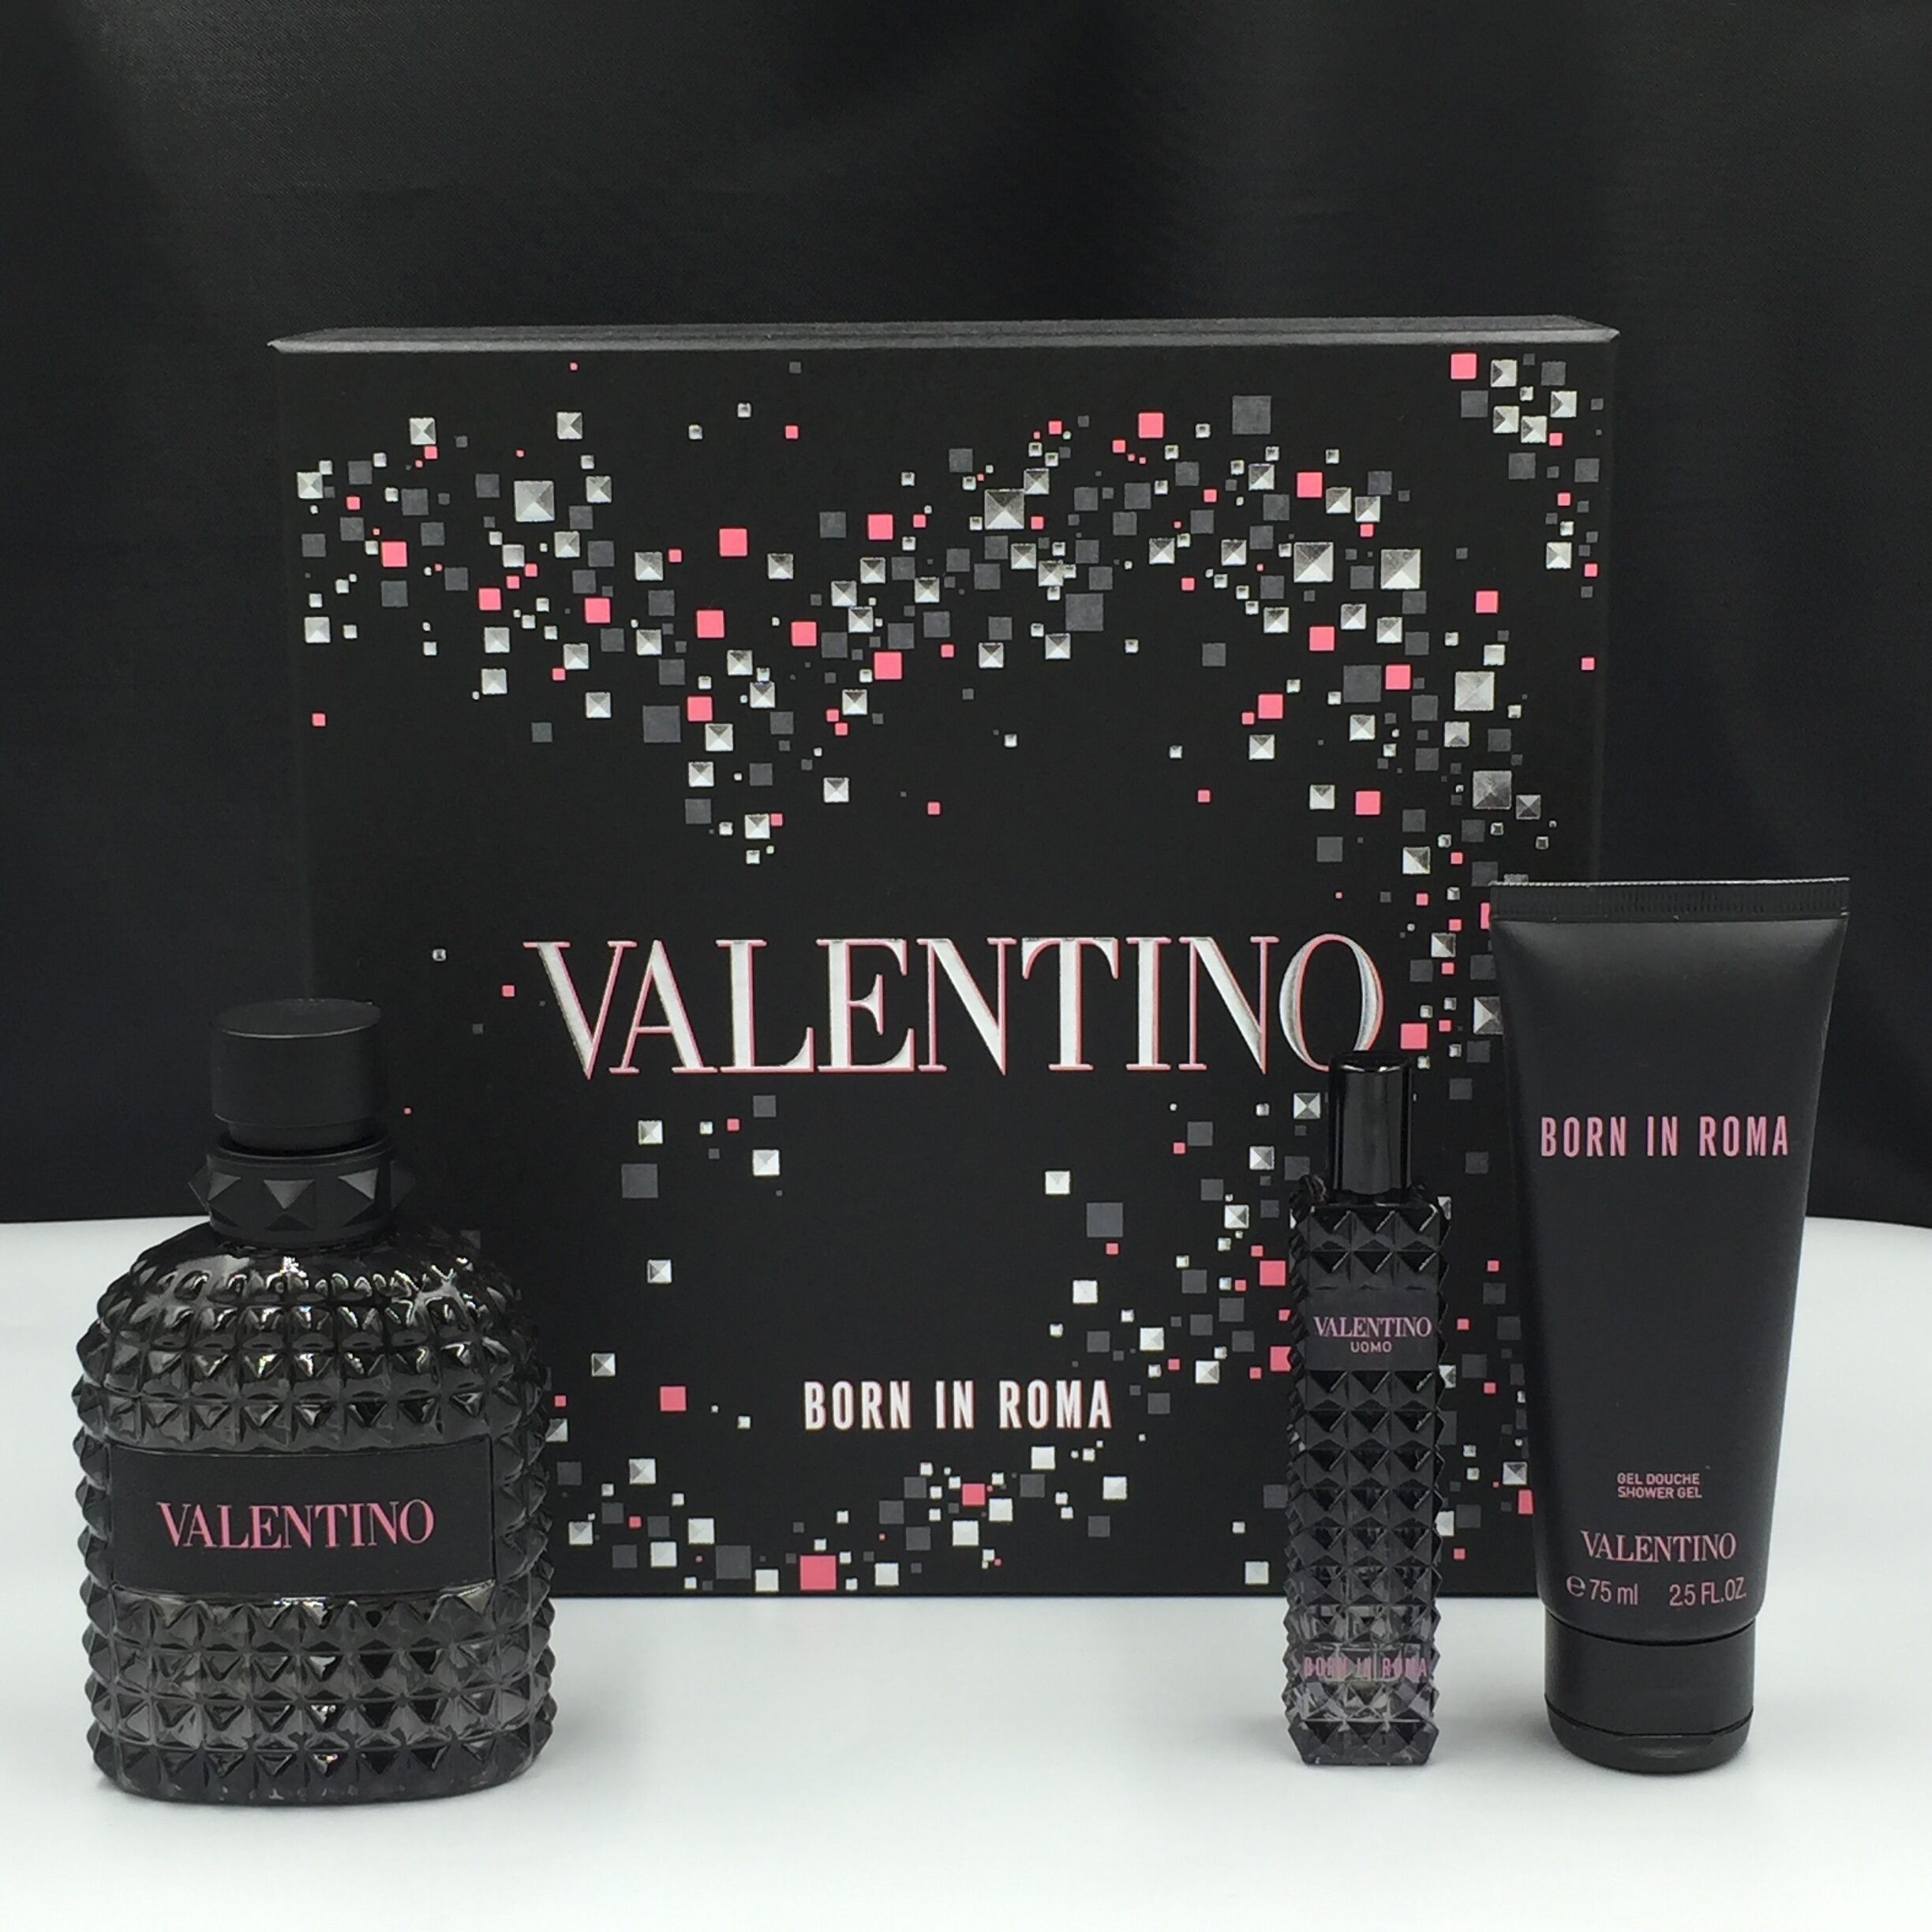 VALENTINO
BORN IN ROMA
VALENTINO
VALENTINO
UOMO
BORN IN ROMA
BORN IN ROMA
GEL DOUCHE
SHOWER GEL
VALENTINO
℮ 75 ml 2.5 FL.OZ.